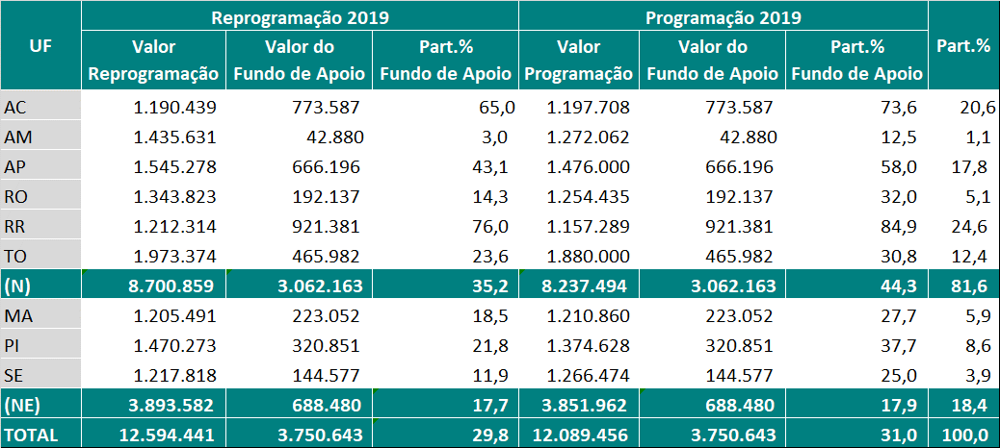 UF Reprogramação 2019 Programação 2019 Part.%
Valor Reprogramação Valor do Fundo de Apoio Part.% Fundo de Apoio Valor Programação Valor do Fundo de Apoio Part.% Fundo de Apoio
AC 1.190.439 773.587 65,0 1.197.708 773.587 73,6 20,6
AM 1.435.631 42.880 3,0 1.272.062 42.880 12,5 1,1
AP 1.545.278 666.196 43,1 1.476.000 666.196 58,0 17,8
RO 1.343.823 192.137 14,3 1.254.435 192.137 32,0 5,1
RR 1.212.314 921.381 76,0 1.157.289 921.381 84,9 24,6
TO 1.973.374 465.982 23,6 1.880.000 465.982 30,8 12,4
(N) 8.700.859 3.062.163 35,2 8.237.494 3.062.163 44,3 81,6
MA 1.205.491 223.052 18,5 1.210.860 223.052 27,7 5,9
PI 1.470.273 320.851 21,8 1.374.628 320.851 37,7 8,6
SE 1.217.818 144.577 11,9 1.266.474 144.577 25,0 3,9
(NE) 3.893.582 688.480 17,7 3.851.962 688.480 17,9 18,4
TOTAL 12.594.441 3.750.643 29,8 12.089.456 3.750.643 31,0 100,0